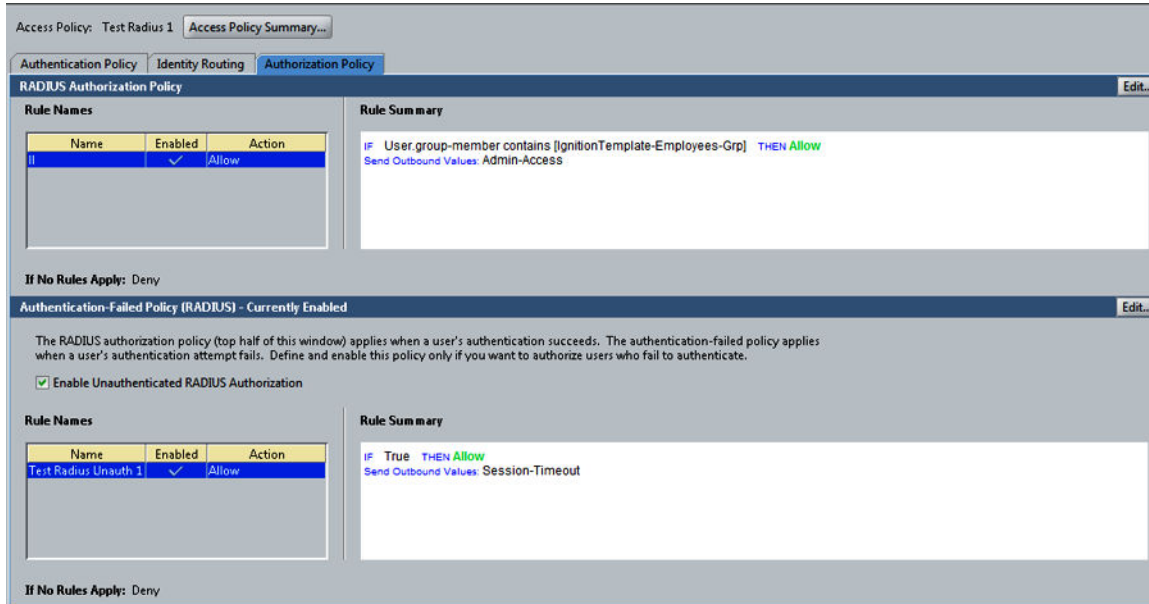 Access Policy: Test Radius 1 Access Policy Summary...
Authentication Policy Identity Routing Authorization Policy
RADIUS Authorization Policy Edit..
Rule Names Rule Summary
Name Enabled Action
II Allow
IF User.group-member contains [IgnitionTemplate-Employees-Grp] THEN Allow
Send Outbound Values: Admin-Access
If No Rules Apply: Deny
Authentication-Failed Policy (RADIUS) - Currently Enabled Edit..
The RADIUS authorization policy (top half of this window) applies when a user's authentication succeeds. The authentication-failed policy applies
when a user's authentication attempt fails. Define and enable this policy only if you want to authorize users who fail to authenticate.
Enable Unauthenticated RADIUS Authorization
Rule Names Rule Summary
Name Enabled Action
Test Radius Unauth 1 Allow
IF True THEN Allow
Send Outbound Values: Session-Timeout
If No Rules Apply: Deny